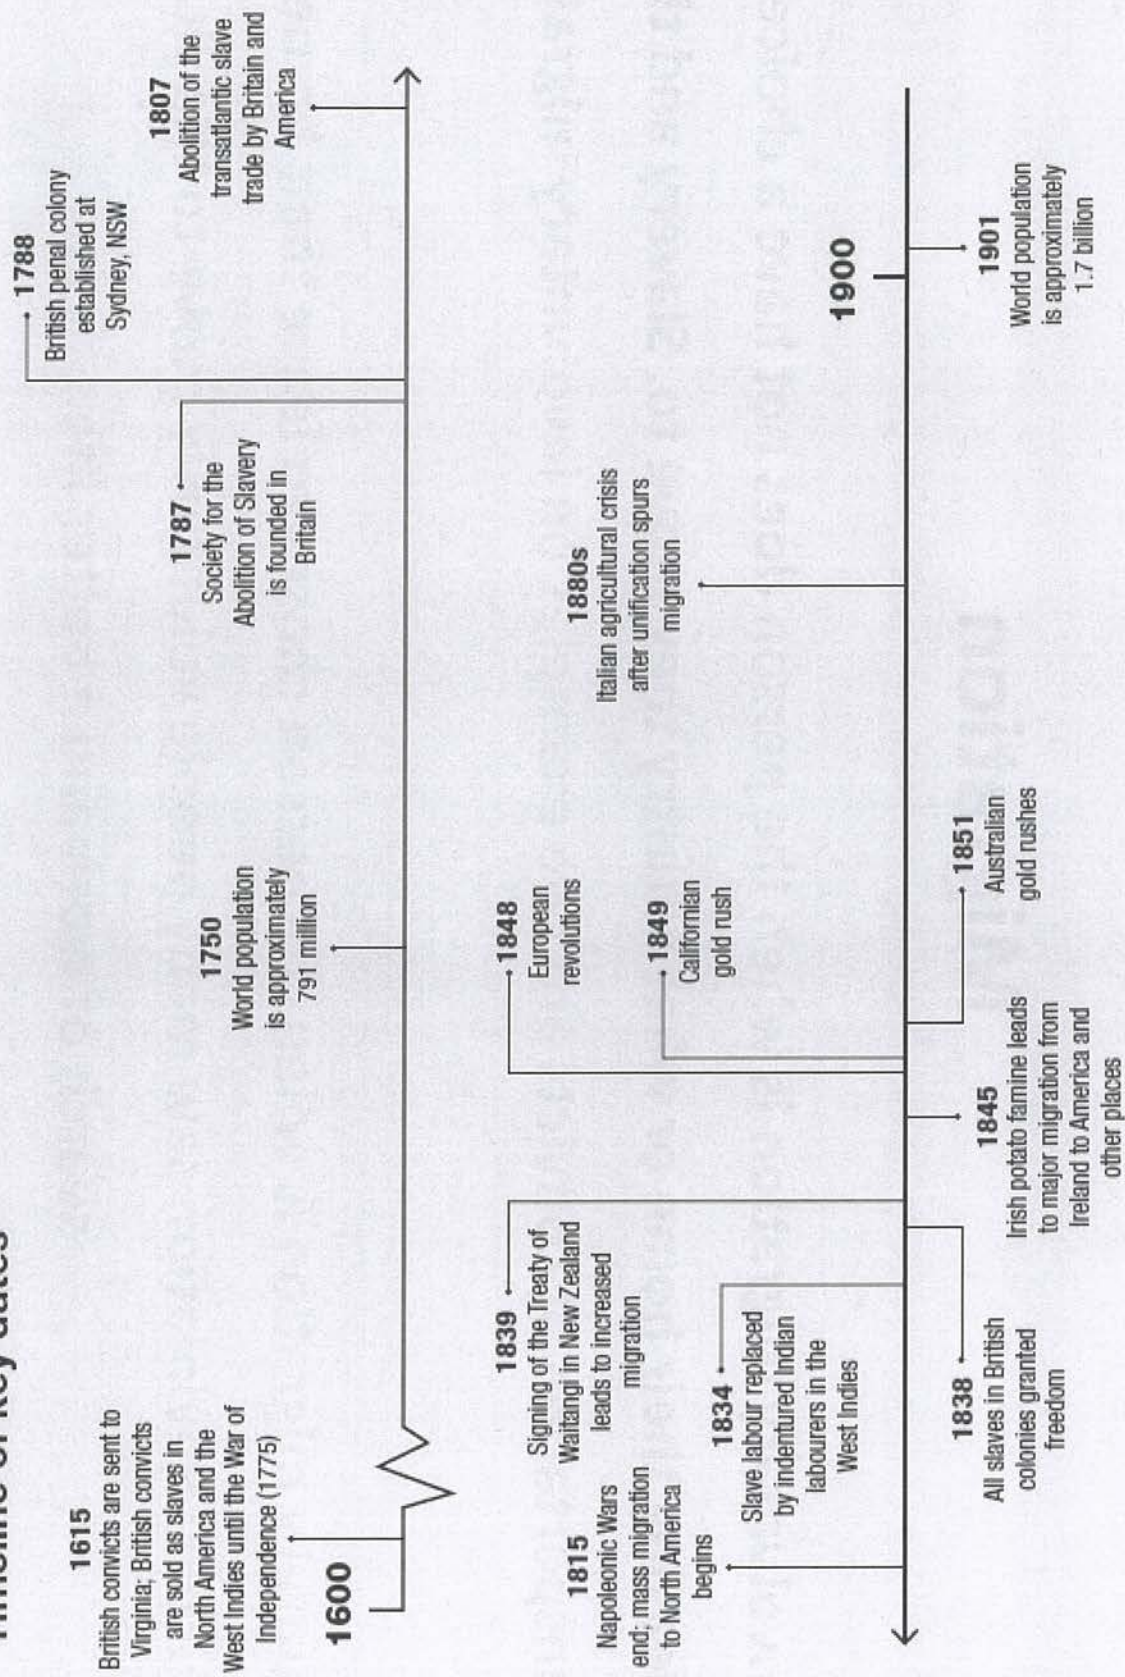 Timeline of key dates
1615
British convicts are sent to
Virginia; British convicts
are sold as slaves in
North America and the
West Indies until the War of
Independence (1775)
1600
1750
World population
is approximately
791 million
1787
Society for the
Abolition of Slavery
is founded in
Britain
1788
British penal colony
established at
Sydney, NSW
1807
Abolition of the
transatlantic slave
trade by Britain and
America
1815
Napoleonic Wars
end; mass migration
to North America
begins
1834
Slave labour replaced
by indentured Indian
labourers in the
West Indies
1838
All slaves in British
colonies granted
freedom
1839
Signing of the Treaty of
Waitangi in New Zealand
leads to increased
migration
1845
Irish potato famine leads
to major migration from
Ireland to America and
other places
1848
European
revolutions
1849
Californian
gold rush
1851
Australian
gold rushes
1880s
Italian agricultural crisis
after unification spurs
migration
1900
1901
World population
is approximately
1.7 billion